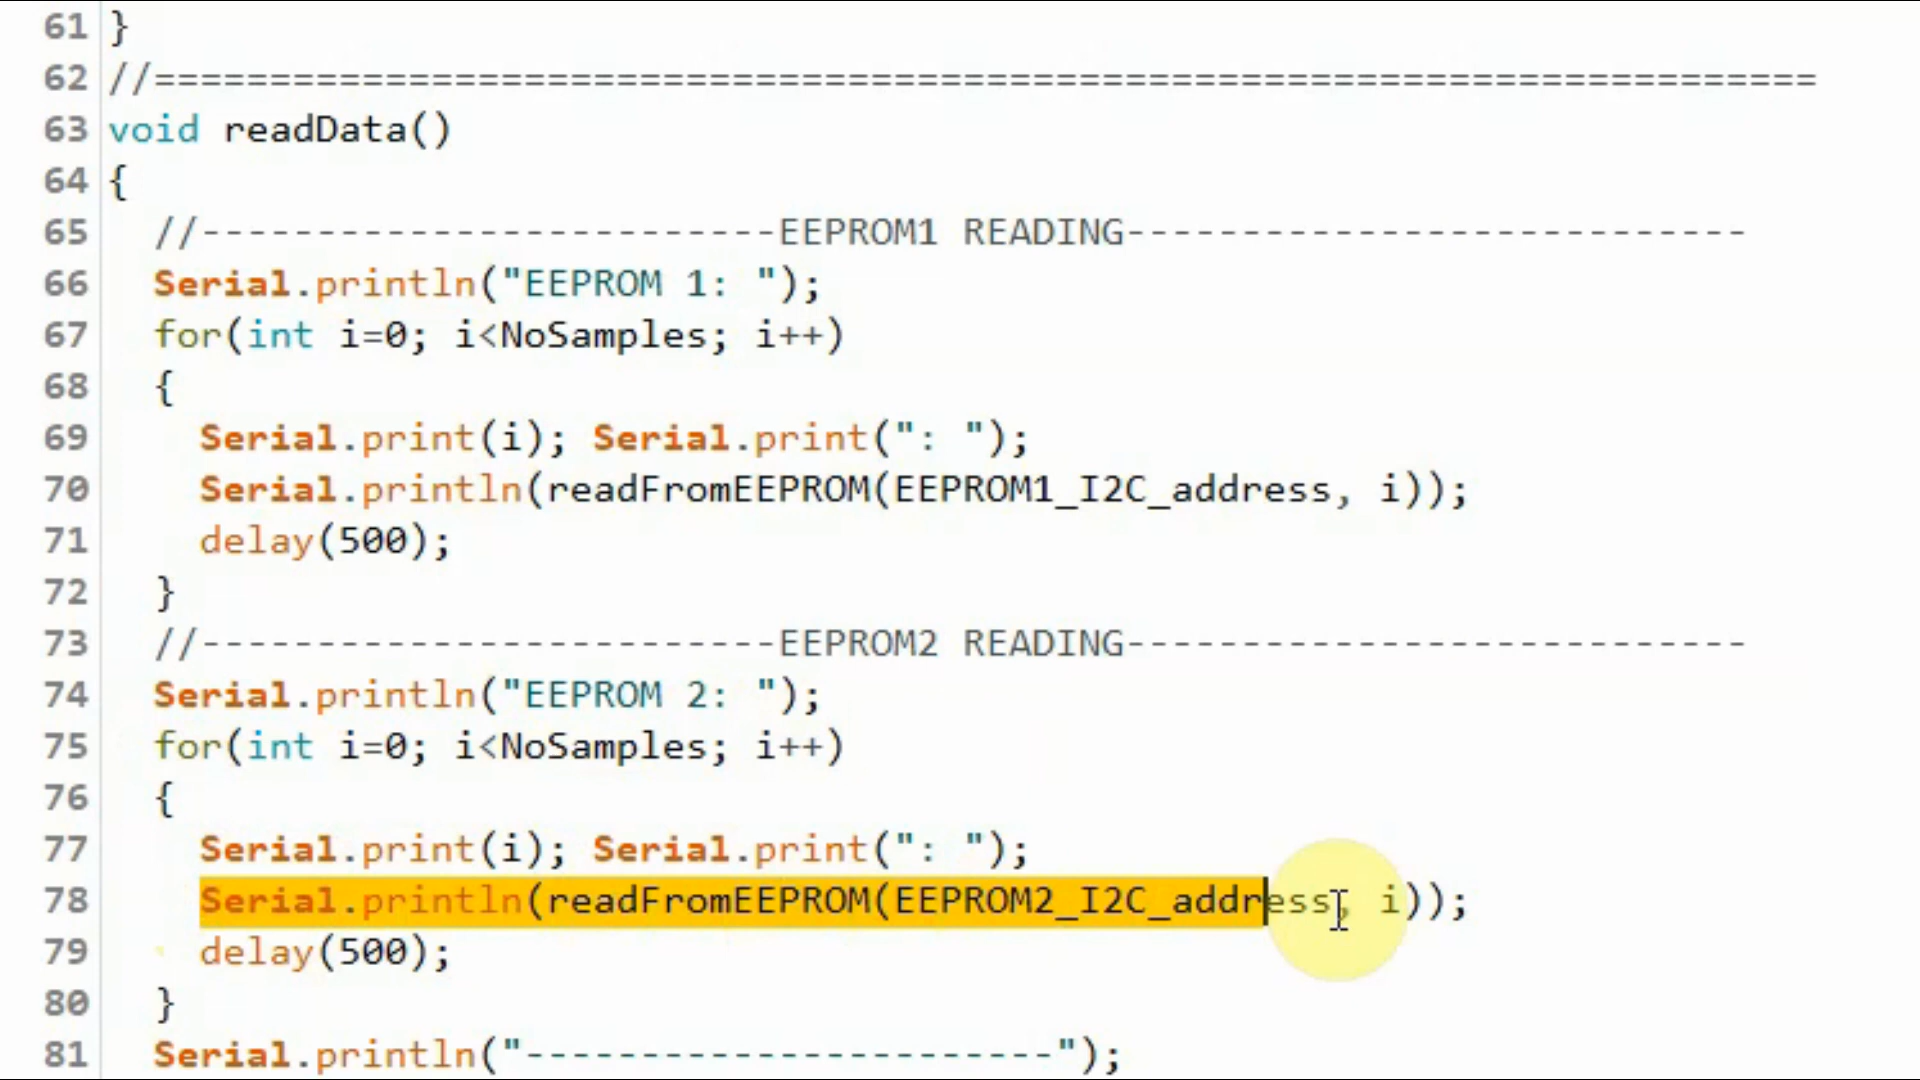 61 }
62 //========================================================================
63 void readData()
64 {
65 //-------------------------EEPROM1 READING---------------------------
66 Serial.println("EEPROM 1: ");
67 for(int i=0; i<NoSamples; i++)
68 {
69 Serial.print(i); Serial.print(": ");
70 Serial.println(readFromEEPROM(EEPROM1_I2C_address, i));
71 delay(500);
72 }
73 //-------------------------EEPROM2 READING---------------------------
74 Serial.println("EEPROM 2: ");
75 for(int i=0; i<NoSamples; i++)
76 {
77 Serial.print(i); Serial.print(": ");
78 Serial.println(readFromEEPROM(EEPROM2_I2C_address, i));
79 delay(500);
80 }
81 Serial.println("-----------------------");